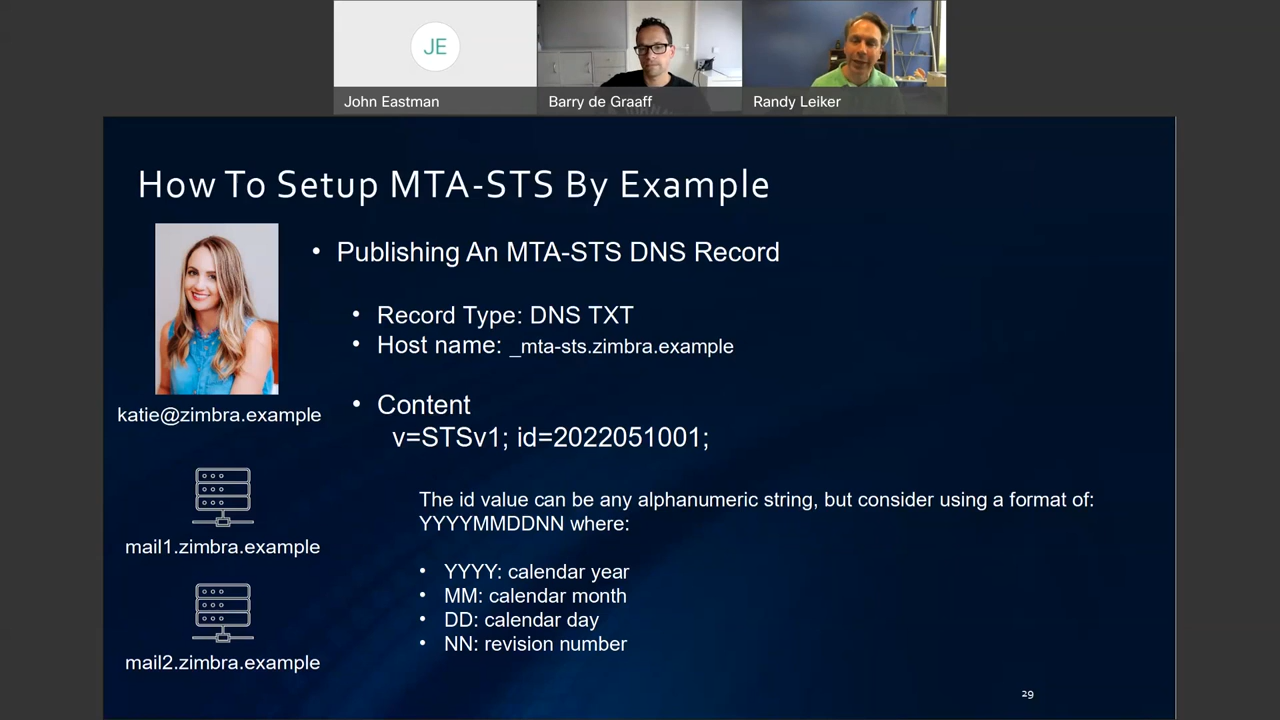 JE
John Eastman
Barry de Graaff
Randy Leiker
How To Setup MTA-STS By Example
• Publishing An MTA-STS DNS Record
• Record Type: DNS TXT
• Host name: _mta-sts.zimbra.example
• Content
v=STSv1; id=2022051001;
The id value can be any alphanumeric string, but consider using a format of:
YYYYMMDDNN where:
• YYYY: calendar year
• MM: calendar month
• DD: calendar day
• NN: revision number
katie@zimbra.example
mail1.zimbra.example
mail2.zimbra.example
29